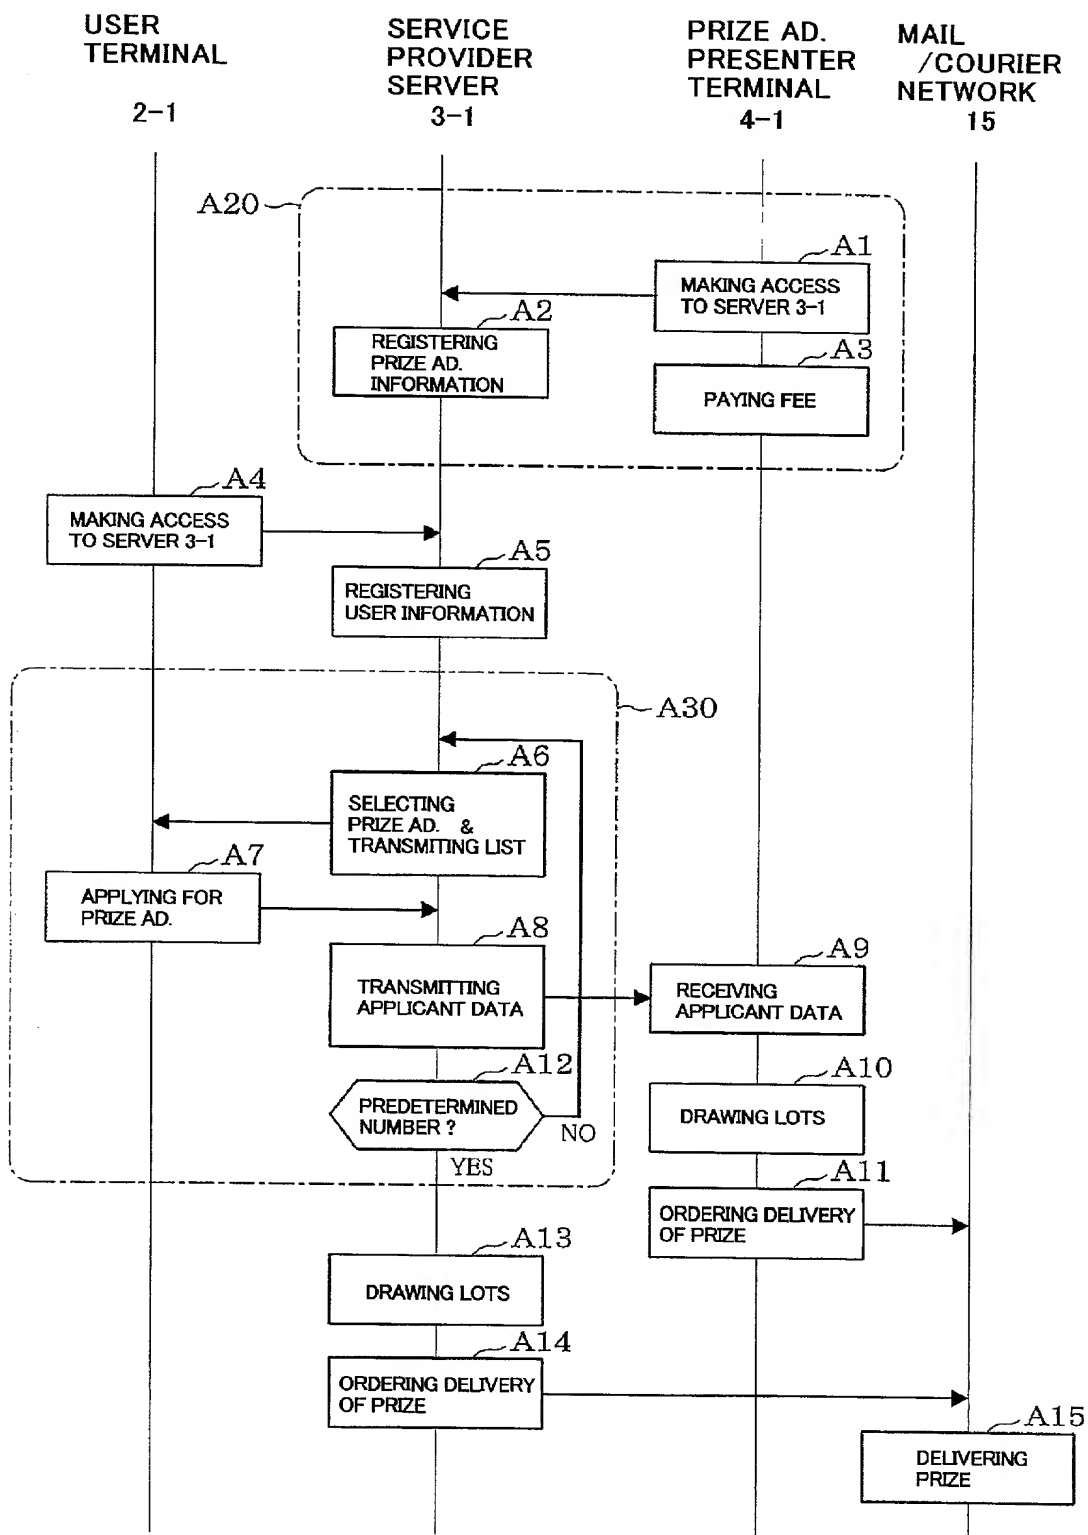 USER
TERMINAL
2-1
SERVICE
PROVIDER
SERVER
3-1
PRIZE AD.
PRESENTER
TERMINAL
4-1
MAIL
/COURIER
NETWORK
15
A20
A1
MAKING ACCESS
TO SERVER 3-1
A2
REGISTERING
PRIZE AD.
INFORMATION
A3
PAYING FEE
A4
MAKING ACCESS
TO SERVER 3-1
A5
REGISTERING
USER INFORMATION
A30
A6
SELECTING
PRIZE AD. &
TRANSMITING LIST
A7
APPLYING FOR
PRIZE AD.
A8
TRANSMITTING
APPLICANT DATA
A9
RECEIVING
APPLICANT DATA
A12
PREDETERMINED
NUMBER ?
NO
YES
A10
DRAWING LOTS
A11
ORDERING DELIVERY
OF PRIZE
A13
DRAWING LOTS
A14
ORDERING DELIVERY
OF PRIZE
A15
DELIVERING
PRIZE